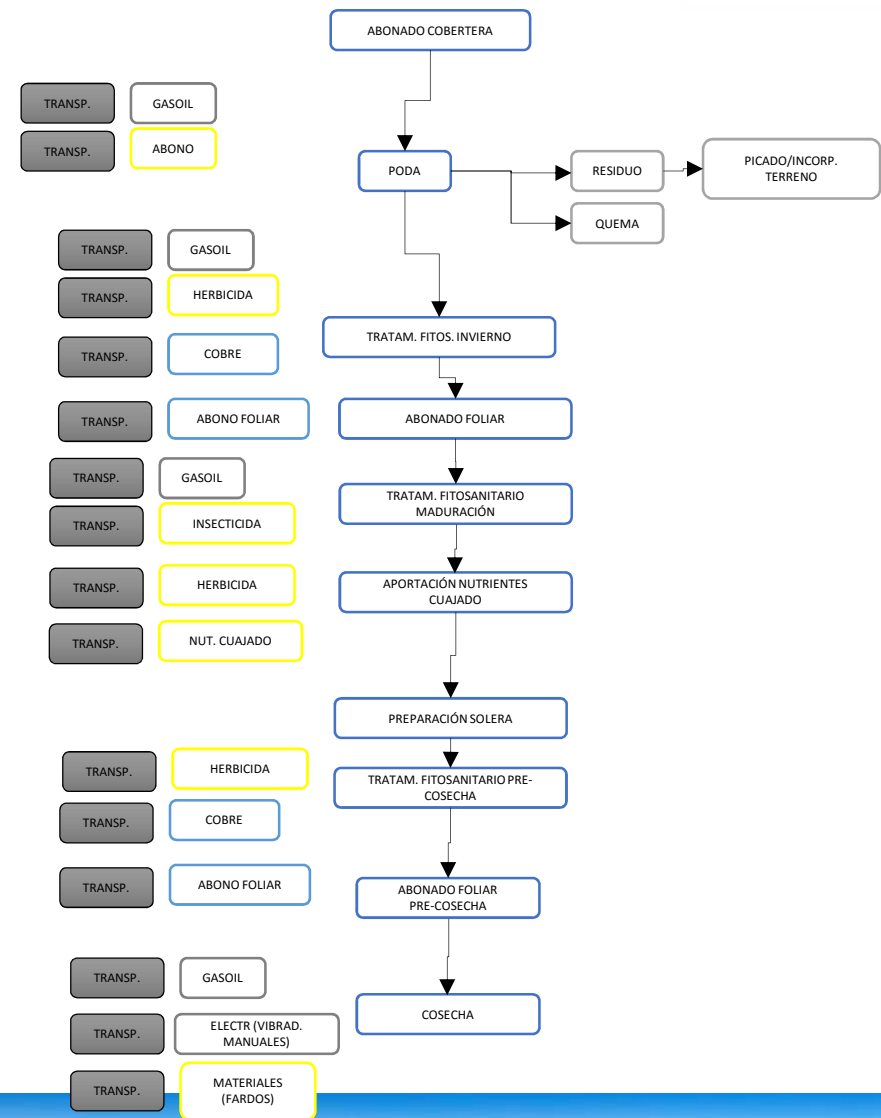 ABONADO COBERTERA
TRANSP.
GASOIL
TRANSP.
ABONO
PODA
RESIDUO
PICADO/INCORP.
TERRENO
QUEMA
TRANSP.
GASOIL
TRANSP.
HERBICIDA
TRATAM. FITOS. INVIERNO
TRANSP.
COBRE
TRANSP.
ABONO FOLIAR
ABONADO FOLIAR
TRANSP.
GASOIL
TRATAM. FITOSANITARIO
MADURACIÓN
TRANSP.
INSECTICIDA
TRANSP.
HERBICIDA
APORTACIÓN NUTRIENTES
CUAJADO
TRANSP.
NUT. CUAJADO
PREPARACIÓN SOLERA
TRANSP.
HERBICIDA
TRATAM. FITOSANITARIO PRE-
COSECHA
TRANSP.
COBRE
TRANSP.
ABONO FOLIAR
ABONADO FOLIAR
PRE-COSECHA
TRANSP.
GASOIL
COSECHA
TRANSP.
ELECTR (VIBRAD.
MANUALES)
TRANSP.
MATERIALES
(FARDOS)